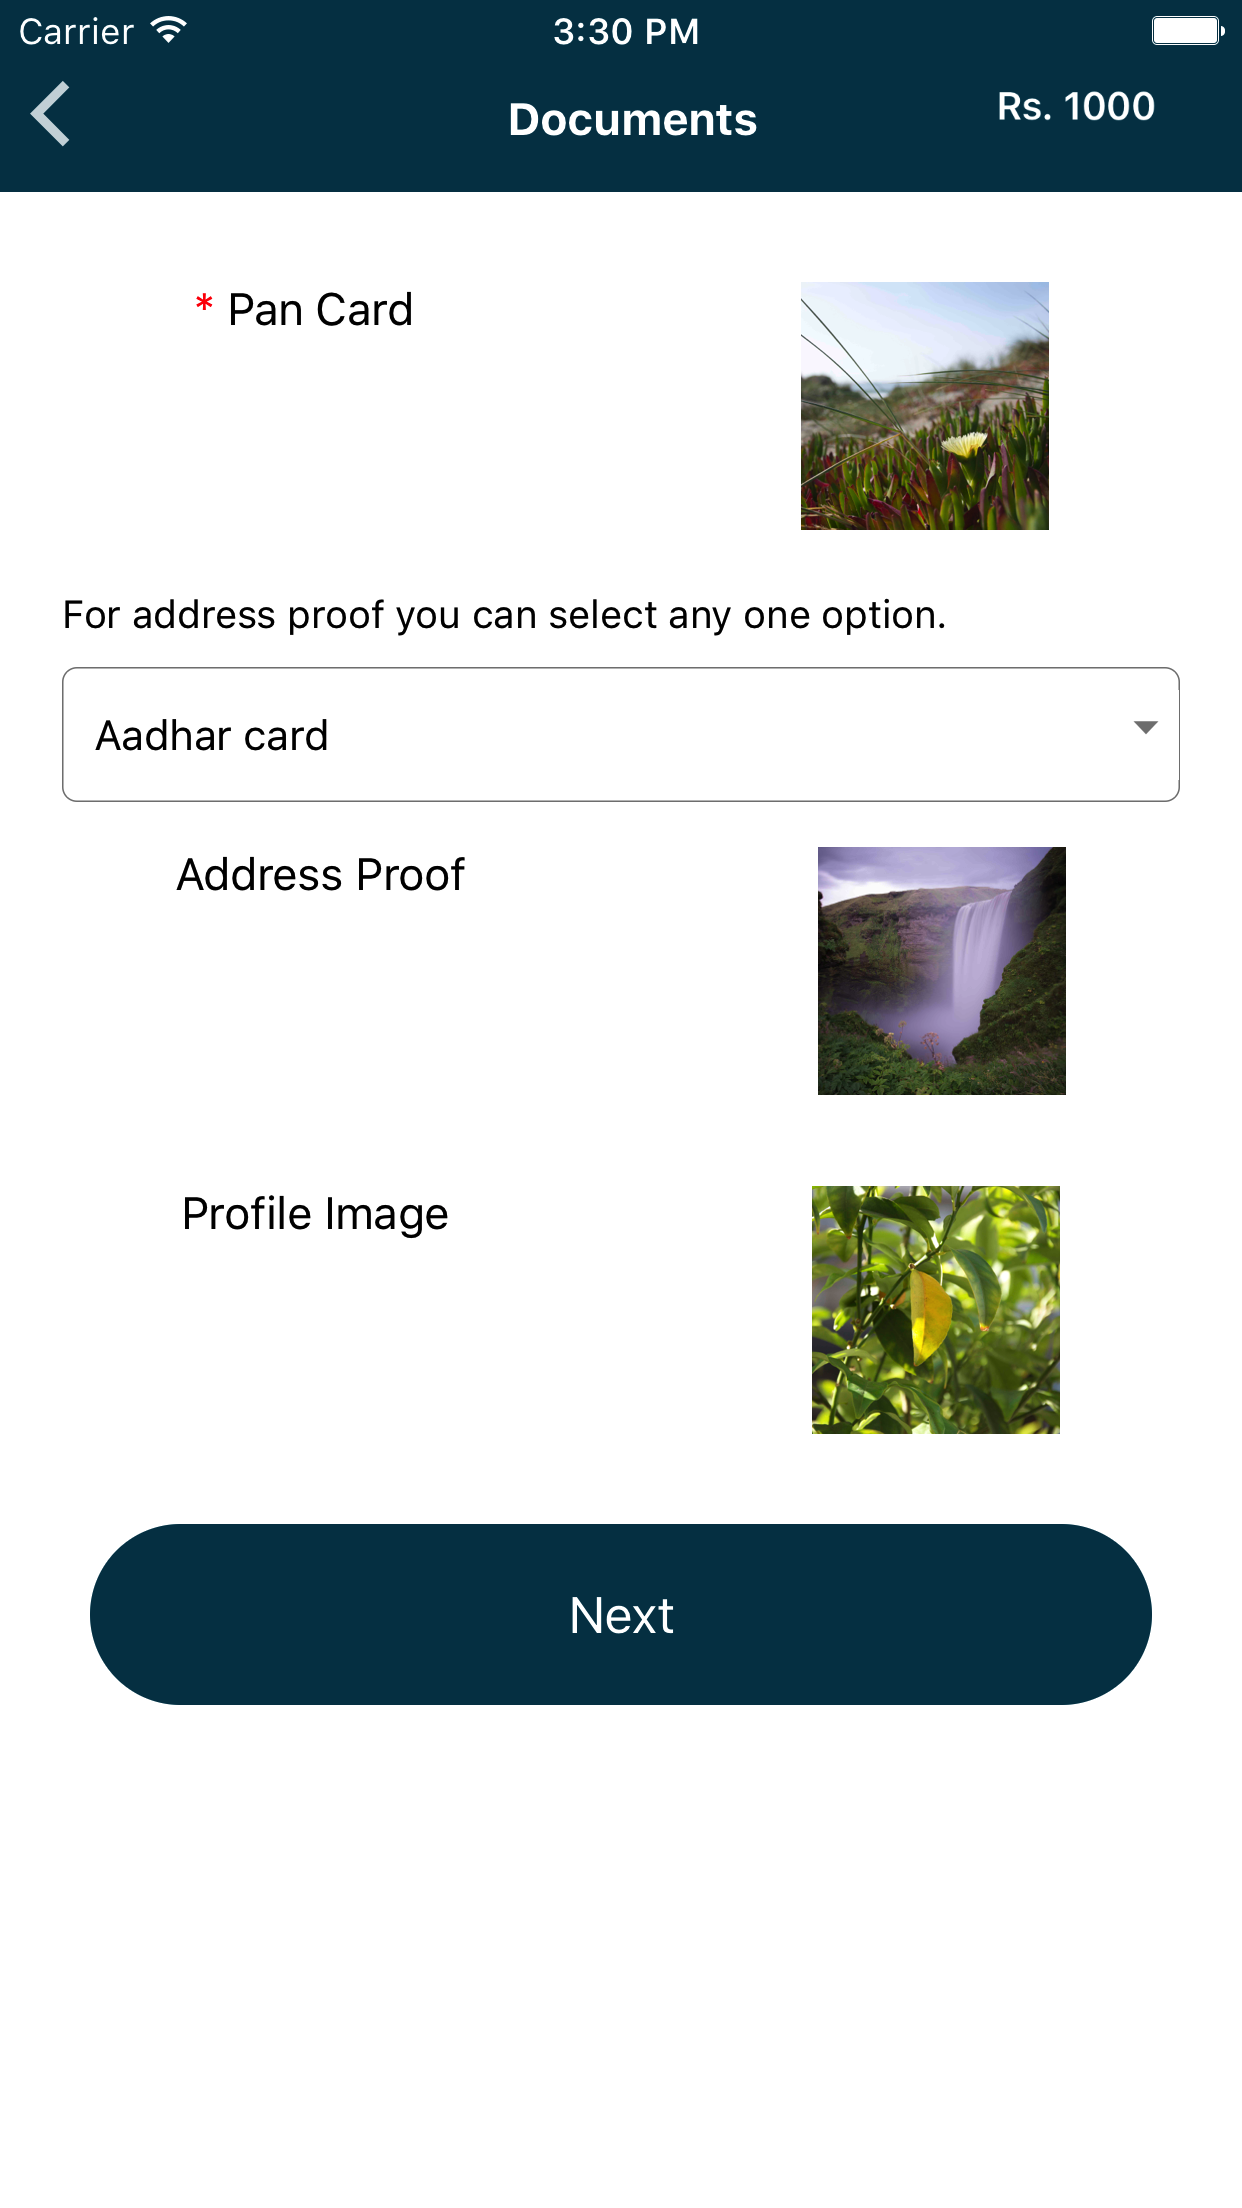 Carrier 3:30 PM
Documents Rs. 1000
* Pan Card
For address proof you can select any one option.
Aadhar card
Address Proof
Profile Image
Next